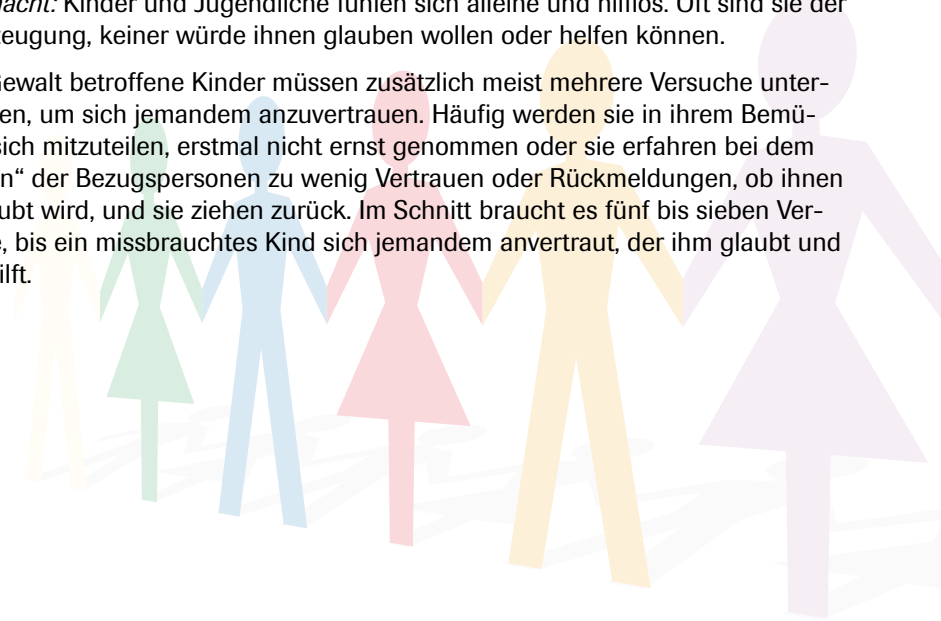 nacht: Kinder und Jugendliche fühlen sich alleine und hilflos. Oft sind sie der
zeugung, keiner würde ihnen glauben wollen oder helfen können.
Gewalt betroffene Kinder müssen zusätzlich meist mehrere Versuche unter-
en, um sich jemandem anzuvertrauen. Häufig werden sie in ihrem Bemü-
sich mitzuteilen, erstmal nicht ernst genommen oder sie erfahren bei dem
n“ der Bezugspersonen zu wenig Vertrauen oder Rückmeldungen, ob ihnen
ubt wird, und sie ziehen zurück. Im Schnitt braucht es fünf bis sieben Ver-
e, bis ein missbrauchtes Kind sich jemandem anvertraut, der ihm glaubt und
ilft.